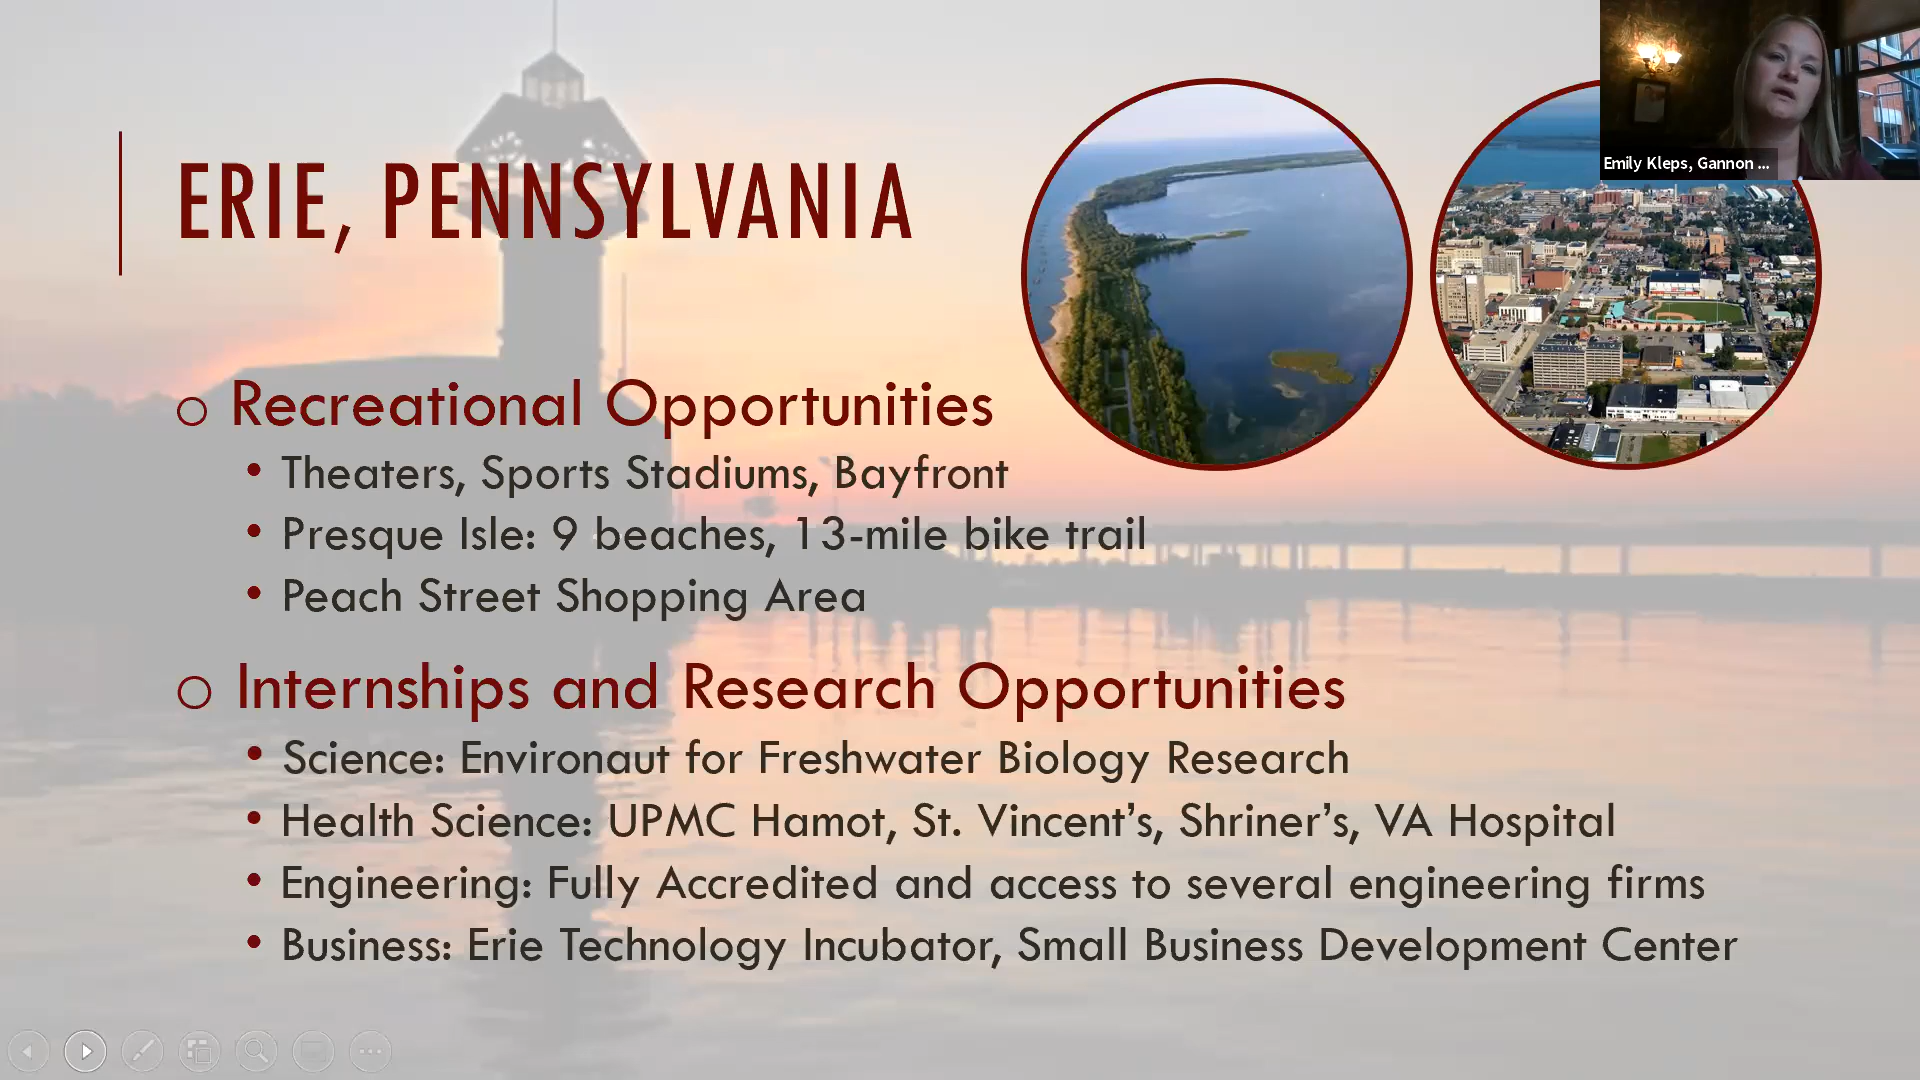 Emily Kleps, Gannon ...
ERIE, PENNSYLVANIA
o Recreational Opportunities
• Theaters, Sports Stadiums, Bayfront
• Presque Isle: 9 beaches, 13-mile bike trail
• Peach Street Shopping Area
o Internships and Research Opportunities
• Science: Environaut for Freshwater Biology Research
• Health Science: UPMC Hamot, St. Vincent’s, Shriner’s, VA Hospital
• Engineering: Fully Accredited and access to several engineering firms
• Business: Erie Technology Incubator, Small Business Development Center